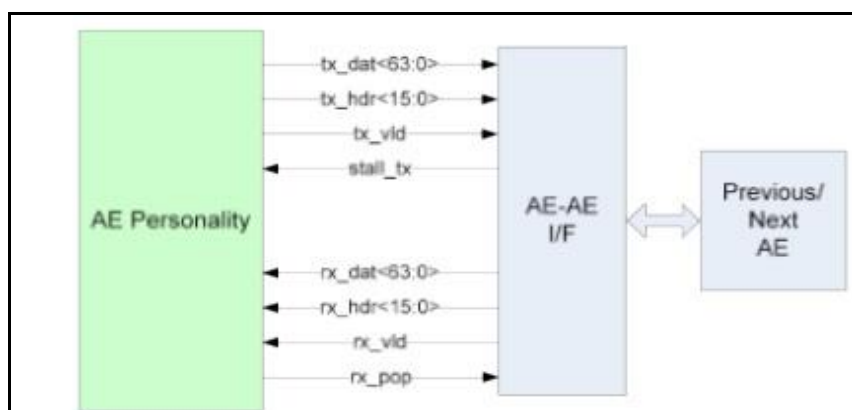 tx_dat<63:0>
tx_hdr<15:0>
tx_vld
stall_tx
AE Personality
AE-AE
I/F
Previous/
Next
AE
rx_dat<63:0>
rx_hdr<15:0>
rx_vld
rx_pop